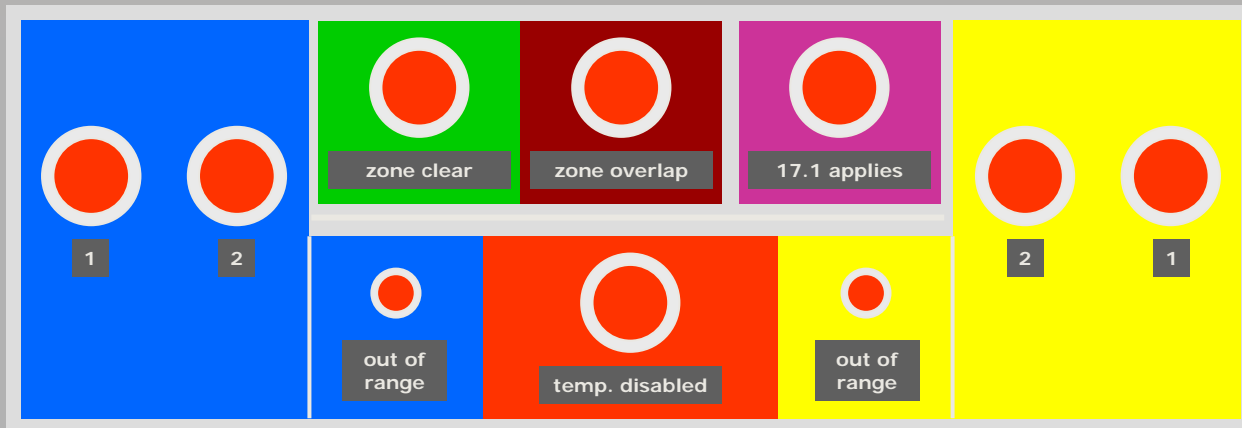 zone clear
zone overlap
17.1 applies
1
2
2
1
out of
range
temp. disabled
out of
range